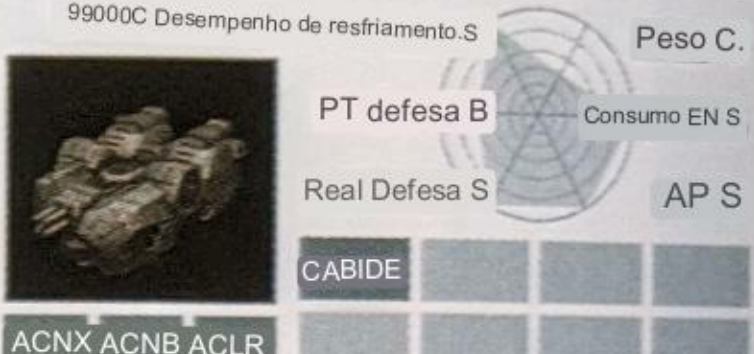 99000C Desempenho de resfriamento.S
Peso C.
PT defesa B
Consumo EN S
Real Defesa S
AP S
CABIDE
ACNX ACNB ACLR